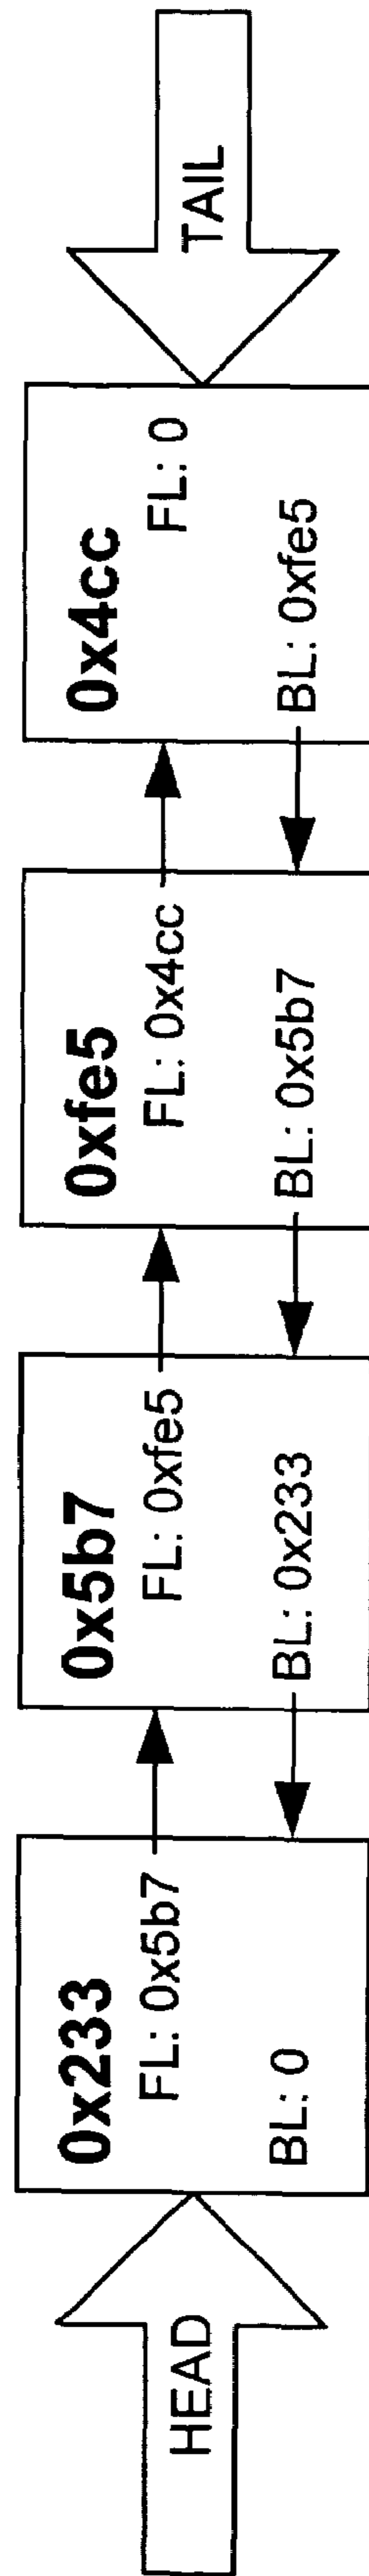 HEAD
0x233
FL: 0x5b7
BL: 0
0x5b7
FL: 0xfe5
BL: 0x233
0xfe5
FL: 0x4cc
BL: 0x5b7
0x4cc
FL: 0
BL: 0xfe5
TAIL